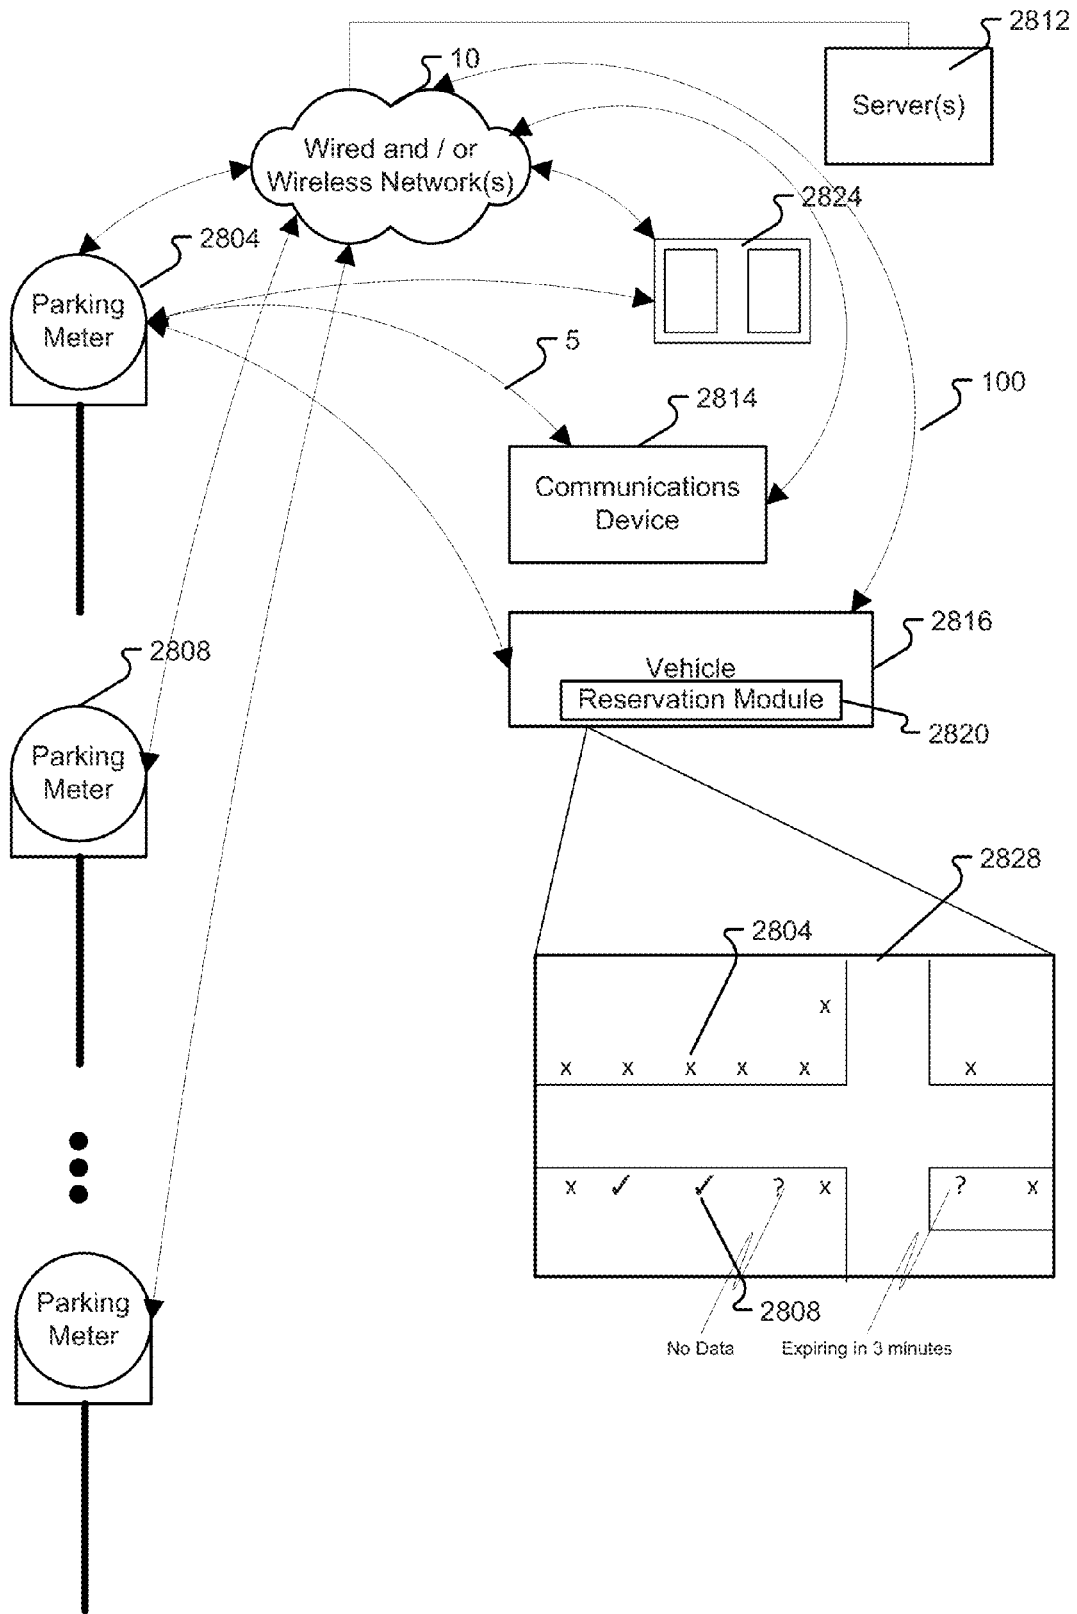 2812
10
Server(s)
Wired and / or
Wireless Network(s)
2824
2804
Parking
Meter
5
100
2814
Communications
Device
2816
2808
Vehicle
Reservation Module
2820
Parking
Meter
2828
2804
x
x x x x x x
x ✓ ✓ ? x ? x
2808
Parking
Meter
No Data Expiring in 3 minutes